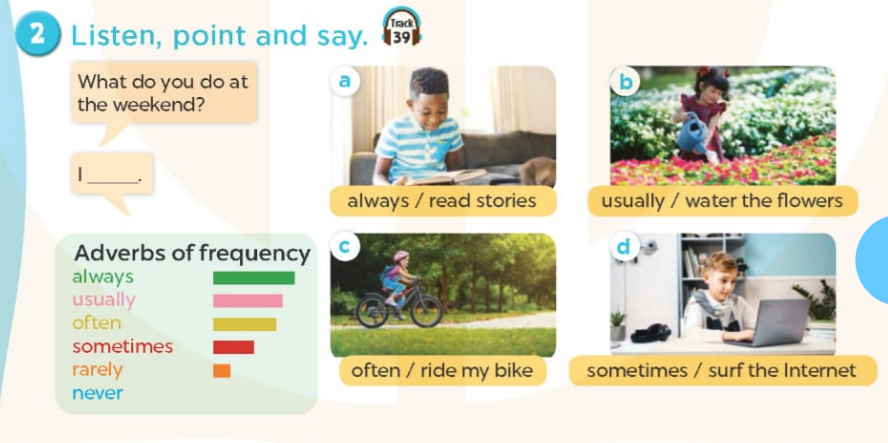 2 Listen, point and say. Track 39
What do you do at
the weekend?
I _____.
a
always / read stories
b
usually / water the flowers
Adverbs of frequency
always
usually
often
sometimes
rarely
never
c
often / ride my bike
d
sometimes / surf the Internet